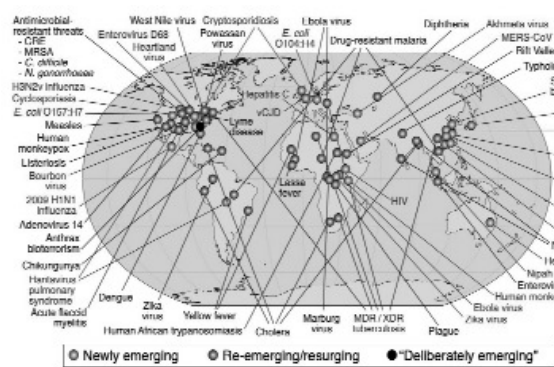 Antimicrobial-
resistant threats
- CRE
- MRSA
- C. difficile
- N. gonorrhoeae
H3N2v influenza
Cyclosporiasis
E. coli O157:H7
Measles
Human
monkeypox
Listeriosis
Bourbon
virus
2009 H1N1
Influenza
Adenovirus 14
Anthrax
bioterrorism
Chikungunya
Hantavirus
pulmonary
syndrome
Acute flaccid
myelitis
West Nile virus
Enterovirus D68
Heartland
virus
Powassan
virus
Cryptosporidiosis
E. coli
O104:H4
Ebola virus
Drug-resistant malaria
Diphtheria
Akhmeta virus
MERS-CoV
Rift Valley
Hepatitis C
vCJD
Lyme
disease
Lassa
fever
HIV
Dengue
Zika
virus
Yellow fever
Human African trypanosomiasis
Cholera
Marburg
virus
MDR / XDR
tuberculosis
Plague
Nipah
Human
Ebola virus
Zika virus
Newly emerging
Re-emerging/resurging
"Deliberately emerging"